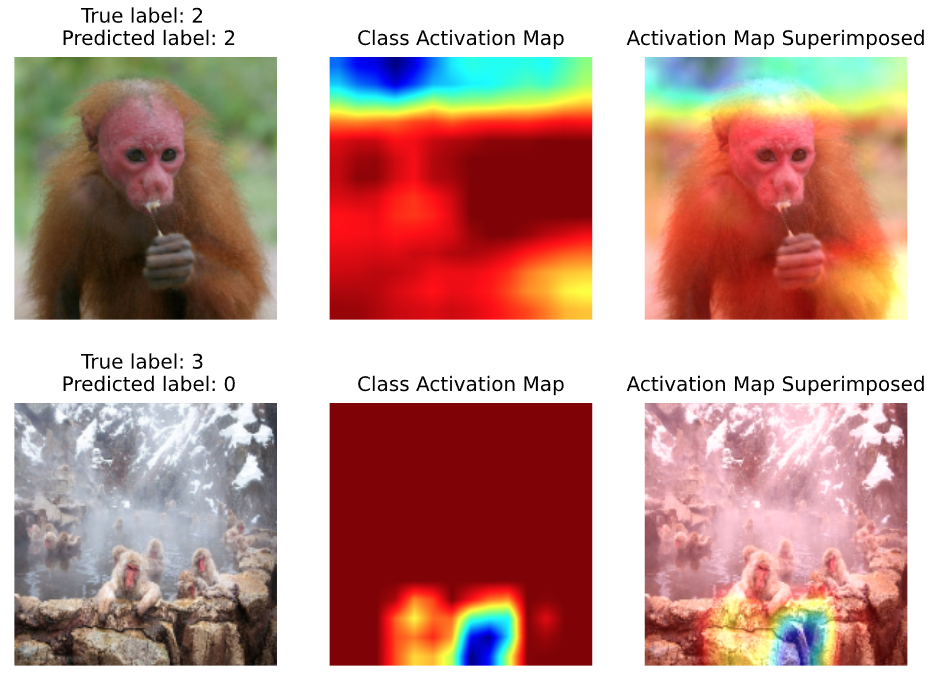 True label: 2
Predicted label: 2
Class Activation Map
Activation Map Superimposed
True label: 3
Predicted label: 0
Class Activation Map
Activation Map Superimposed